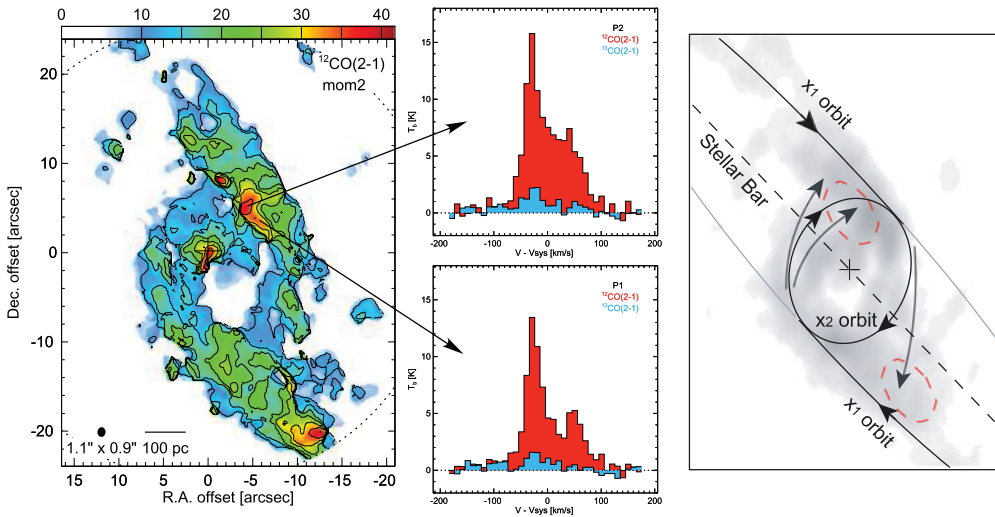 0 10 20 30 40
¹²CO(2-1)
mom2
20
10
0
-10
-20
Dec. offset [arcsec]
1.1" x 0.9" 100 pc
15 10 5 0 -5 -10 -15 -20
R.A. offset [arcsec]
P2
¹²CO(2-1)
¹³CO(2-1)
15
10
5
0
T_b [K]
-200 -100 0 100 200
V - Vsys [km/s]
P1
¹²CO(2-1)
¹³CO(2-1)
15
10
5
0
T_b [K]
-200 -100 0 100 200
V - Vsys [km/s]
x₁ orbit
Stellar Bar
x₂ orbit
x₁ orbit